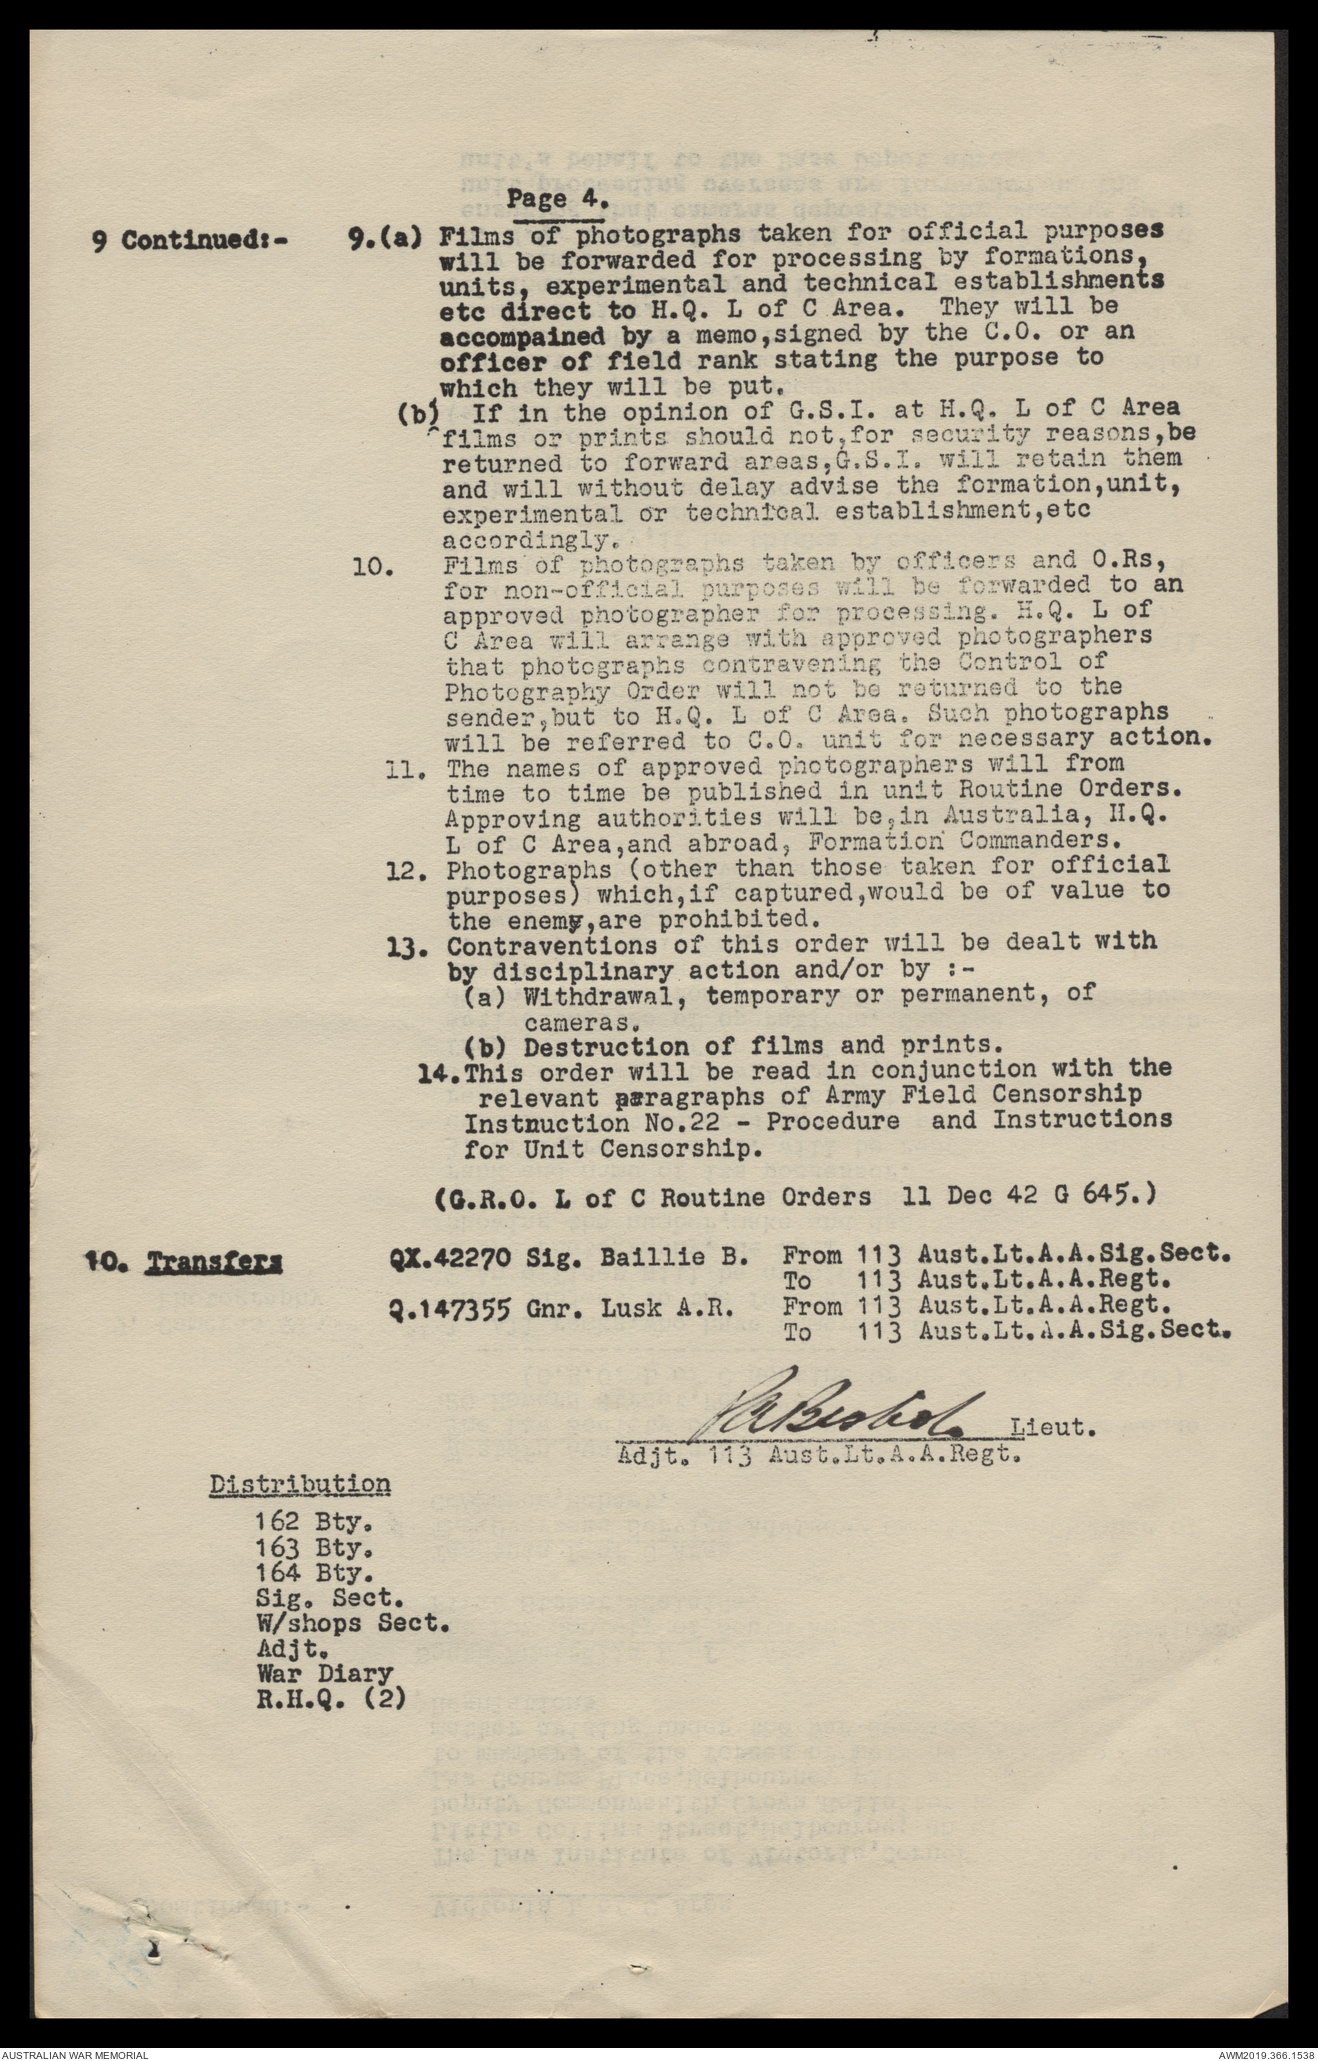 Page 4.
9 Continued:- 9.(a) Films of photographs taken for official purposes
will be forwarded for processing by formations,
units, experimental and technical establishments
etc direct to H.Q. L of C Area. They will be
accompained by a memo,signed by the C.O. or an
officer of field rank stating the purpose to
which they will be put.
(b) If in the opinion of G.S.I. at H.Q. L of C Area
films or prints should not,for security reasons,be
returned to forward areas,G.S.I. will retain them
and will without delay advise the formation,unit,
experimental or technical establishment,etc
accordingly.
10. Films of photographs taken by officers and O.Rs,
for non-official purposes will be forwarded to an
approved photographer for processing. H.Q. L of
C Area will arrange with approved photographers
that photographs contravening the Control of
Photography Order will not be returned to the
sender,but to H.Q. L of C Area. Such photographs
will be referred to C.O. unit for necessary action.
11. The names of approved photographers will from
time to time be published in unit Routine Orders.
Approving authorities will be,in Australia, H.Q.
L of C Area,and abroad, Formation Commanders.
12. Photographs (other than those taken for official
purposes) which,if captured,would be of value to
the enemy,are prohibited.
13. Contraventions of this order will be dealt with
by disciplinary action and/or by :-
(a) Withdrawal, temporary or permanent, of
cameras.
(b) Destruction of films and prints.
14.This order will be read in conjunction with the
relevant paragraphs of Army Field Censorship
Instnuction No.22 - Procedure and Instructions
for Unit Censorship.
(G.R.O. L of C Routine Orders 11 Dec 42 G 645.)
10. Transfers QX.42270 Sig. Baillie B. From 113 Aust.Lt.A.A.Sig.Sect.
To 113 Aust.Lt.A.A.Regt.
Q.147355 Gnr. Lusk A.R. From 113 Aust.Lt.A.A.Regt.
To 113 Aust.Lt.A.A.Sig.Sect.
Lieut.
Adjt. 113 Aust.Lt.A.A.Regt.
Distribution
162 Bty.
163 Bty.
164 Bty.
Sig. Sect.
W/shops Sect.
Adjt.
War Diary
R.H.Q. (2)
AUSTRALIAN WAR MEMORIAL AWM2019.366.1538